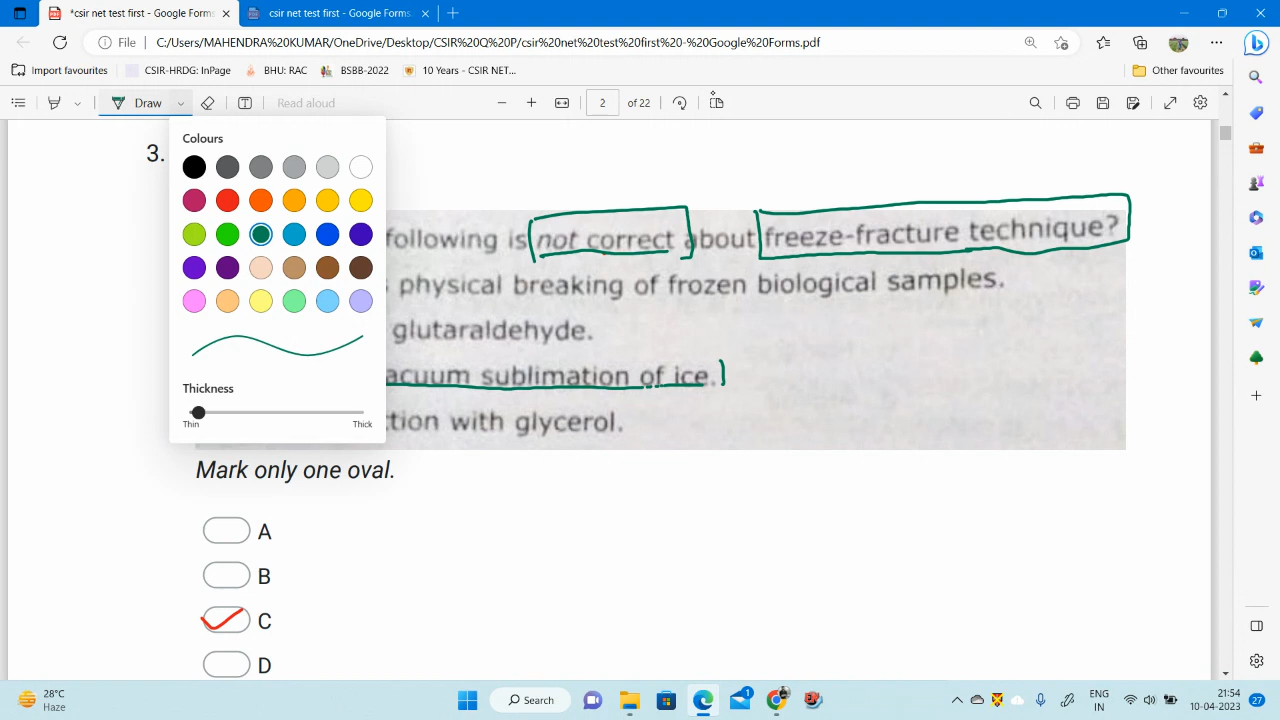 *csir net test first - Google Forms
csir net test first - Google Forms
File
C:/Users/MAHENDRA%20KUMAR/OneDrive/Desktop/CSIR%20Q%20P/csir%20net%20test%20first%20-%20Google%20Forms.pdf
Import favourites
CSIR-HRDG: InPage
BHU: RAC
BSBB-2022
10 Years - CSIR NET...
Other favourites
Draw
Read aloud
2
of 22
Colours
3.
following is not correct about freeze-fracture technique?
physical breaking of frozen biological samples.
glutaraldehyde.
acuum sublimation of ice.
Thickness
Thin
Thick
tion with glycerol.
Mark only one oval.
A
B
C
D
28°C
Haze
Search
1
ENG
IN
21:54
10-04-2023
27